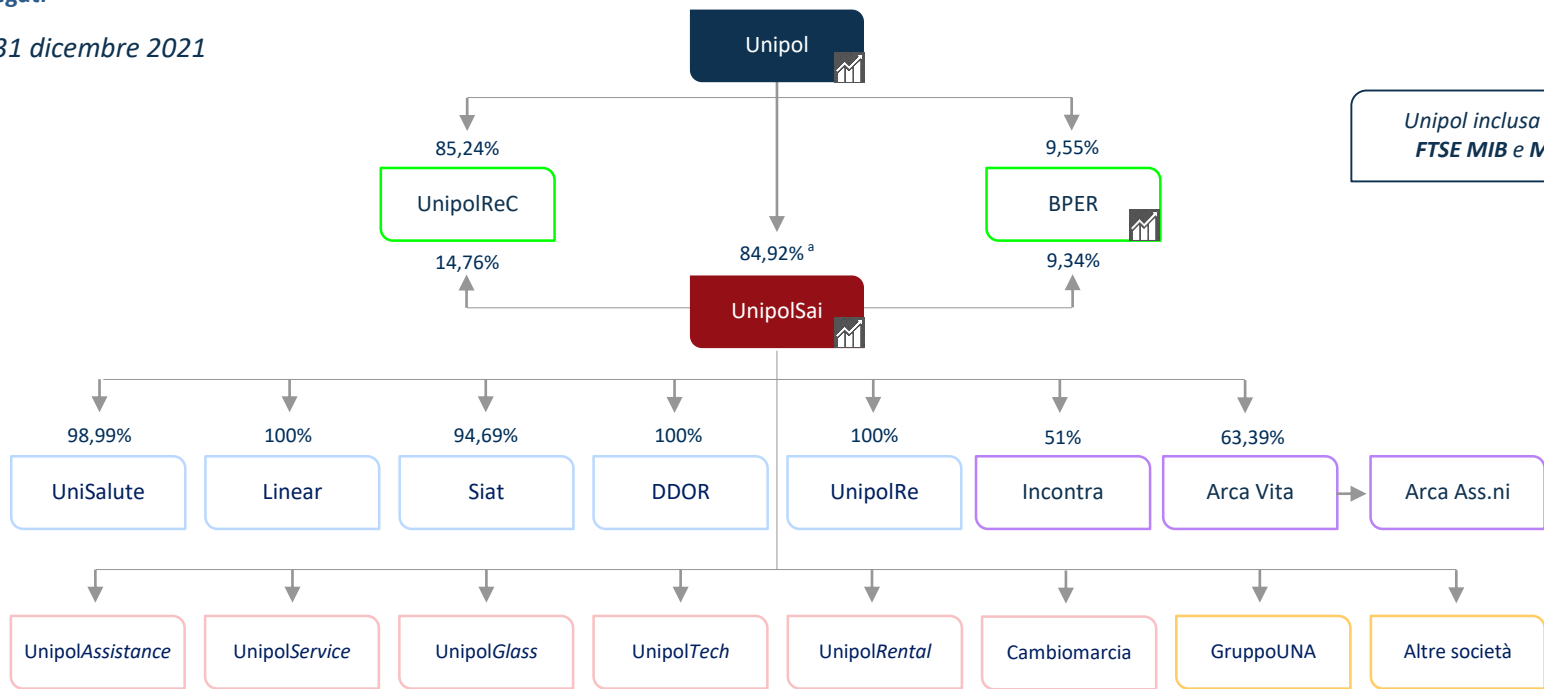 31 dicembre 2021
Unipol
Unipol inclusa
FTSE MIB e M
85,24%
9,55%
UnipolReC
BPER
14,76%
84,92% a
9,34%
UnipolSai
98,99%
100%
94,69%
100%
100%
51%
63,39%
UniSalute
Linear
Siat
DDOR
UnipolRe
Incontra
Arca Vita
Arca Ass.ni
UnipolAssistance
UnipolService
UnipolGlass
UnipolTech
UnipolRental
Cambiomarcia
GruppoUNA
Altre società